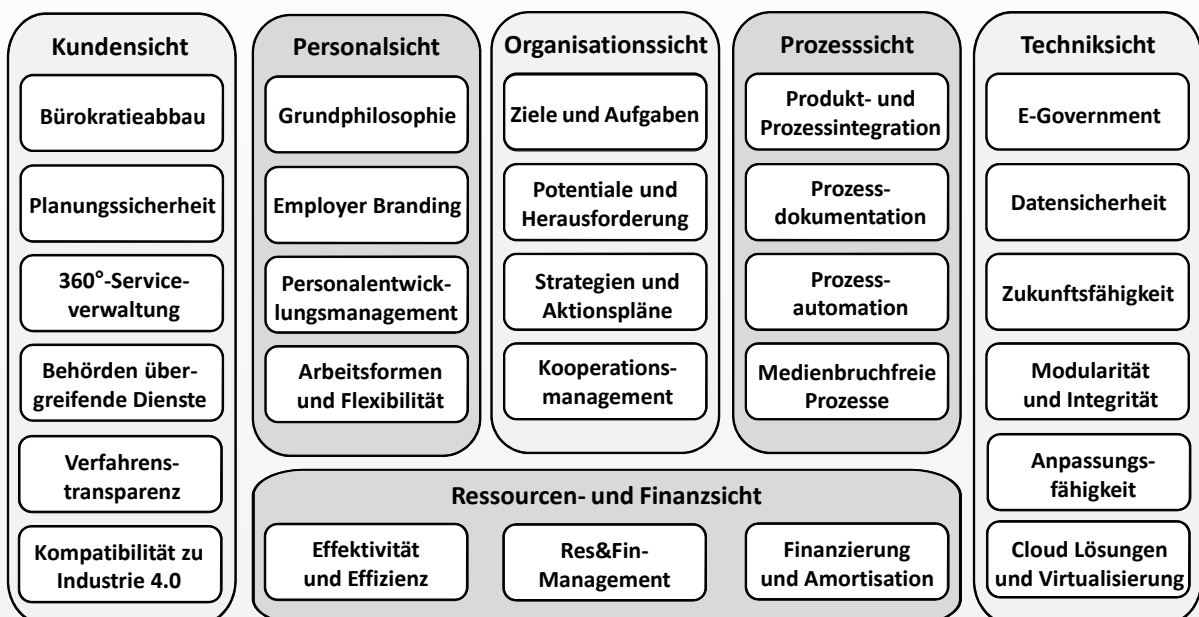 Kundensicht
Bürokratieabbau
Planungssicherheit
360°-Service-
verwaltung
Behörden über-
greifende Dienste
Verfahrens-
transparenz
Kompatibilität zu
Industrie 4.0
Personalsicht
Grundphilosophie
Employer Branding
Personalentwick-
lungsmanagement
Arbeitsformen
und Flexibilität
Organisationssicht
Ziele und Aufgaben
Potentiale und
Herausforderung
Strategien und
Aktionspläne
Kooperations-
management
Prozesssicht
Produkt- und
Prozessintegration
Prozess-
dokumentation
Prozess-
automation
Medienbruchfreie
Prozesse
Ressourcen- und Finanzsicht
Effektivität
und Effizienz
Res&Fin-
Management
Finanzierung
und Amortisation
Techniksicht
E-Government
Datensicherheit
Zukunftsfähigkeit
Modularität
und Integrität
Anpassungs-
fähigkeit
Cloud Lösungen
und Virtualisierung